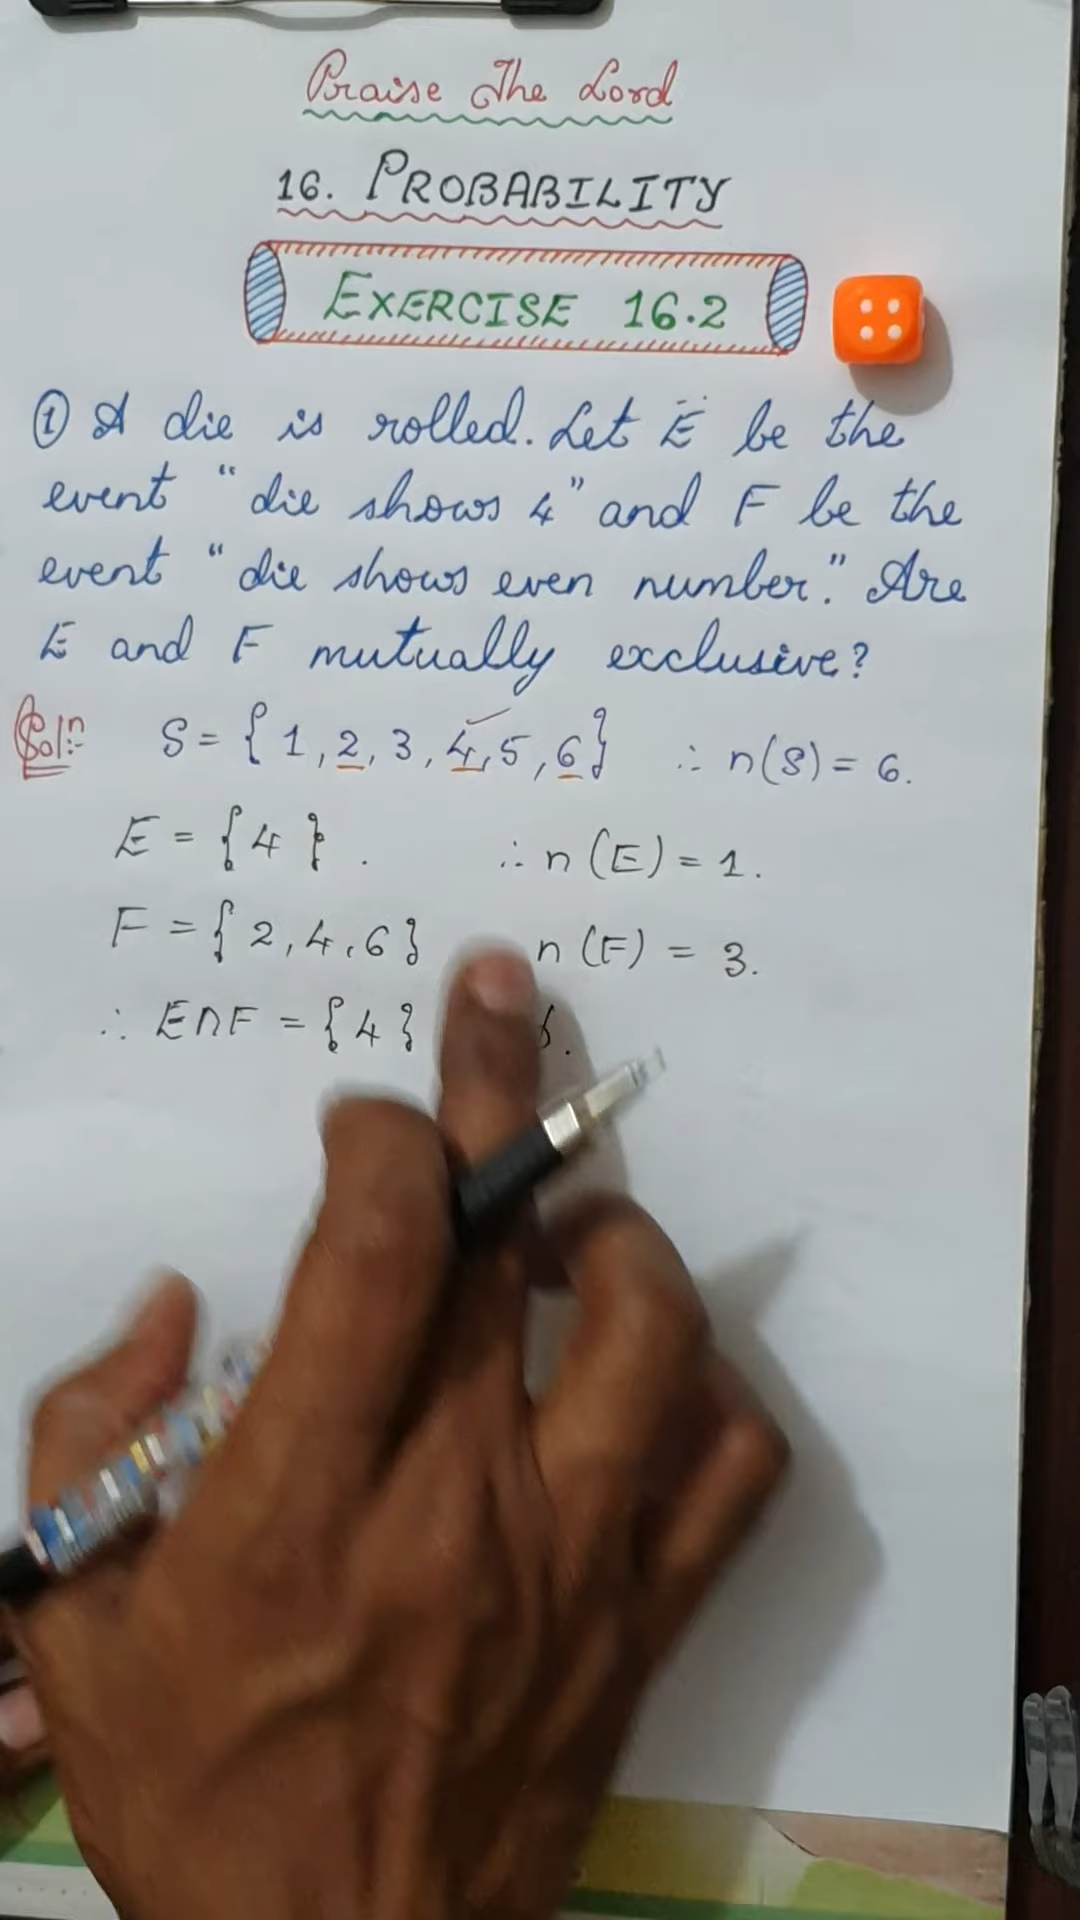 Praise The Lord
16. PROBABILITY
EXERCISE 16.2
① A die is rolled. Let E be the
event "die shows 4" and F be the
event "die shows even number." Are
E and F mutually exclusive?
Solⁿ:- S = { 1, 2, 3, 4, 5, 6} ∴ n(S) = 6.
E = { 4 } . ∴ n (E) = 1.
F = { 2, 4, 6 } n (F) = 3.
∴ E∩F = { 4 }